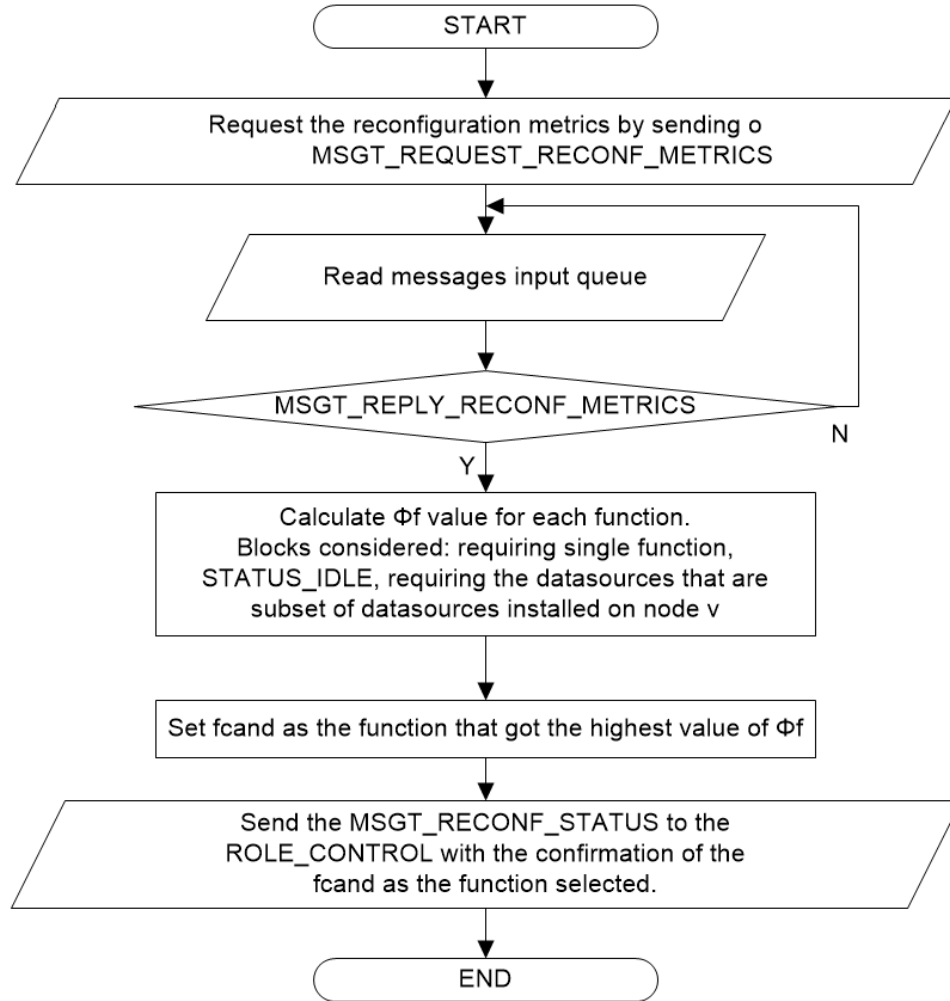 START
Request the reconfiguration metrics by sending o
MSGT_REQUEST_RECONF_METRICS
Read messages input queue
MSGT_REPLY_RECONF_METRICS
N
Y
Calculate Φf value for each function.
Blocks considered: requiring single function,
STATUS_IDLE, requiring the datasources that are
subset of datasources installed on node v
Set fcand as the function that got the highest value of Φf
Send the MSGT_RECONF_STATUS to the
ROLE_CONTROL with the confirmation of the
fcand as the function selected.
END